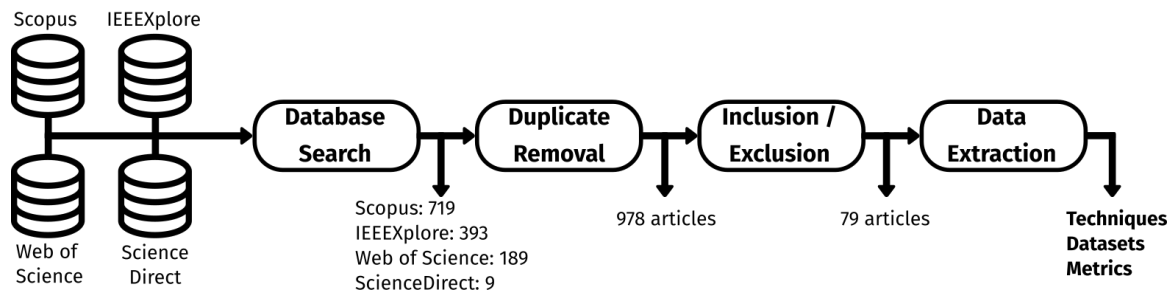 Scopus
IEEEXplore
Web of
Science
Science
Direct
Database
Search
Duplicate
Removal
Inclusion /
Exclusion
Data
Extraction
Scopus: 719
IEEEXplore: 393
Web of Science: 189
ScienceDirect: 9
978 articles
79 articles
Techniques
Datasets
Metrics